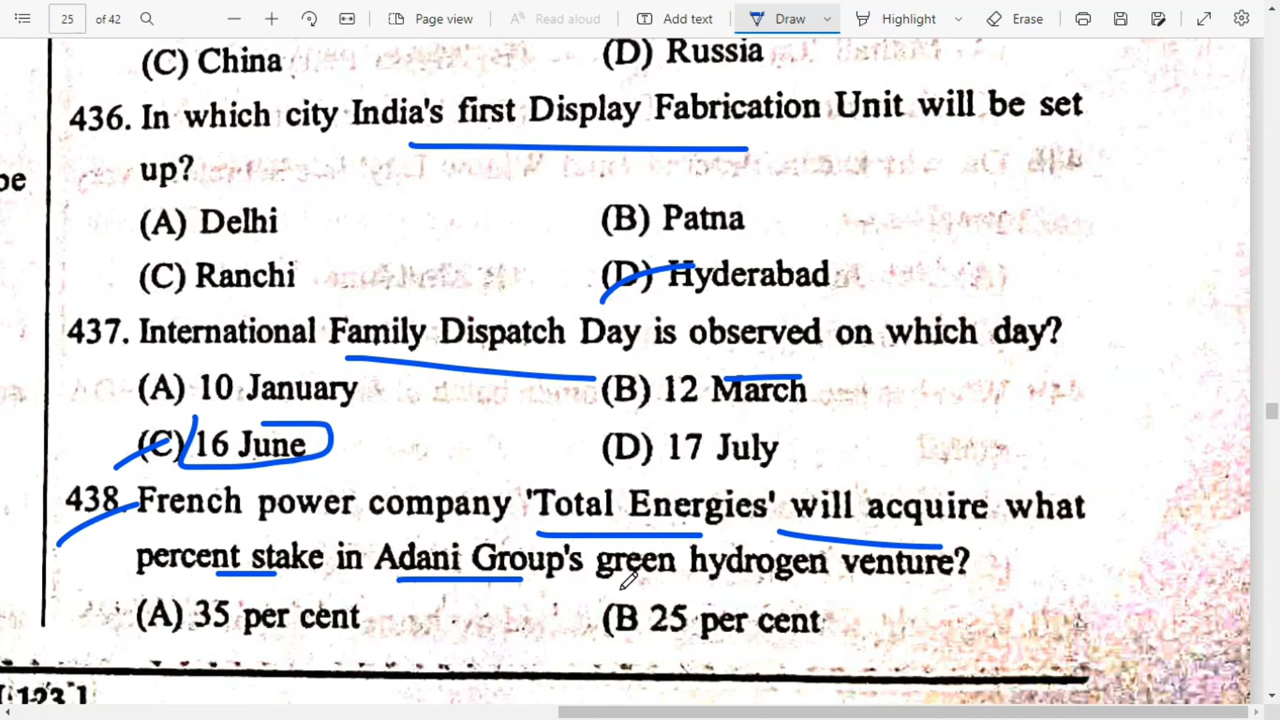 25 of 42 Page view Read aloud Add text Draw Highlight Erase
(C) China (D) Russia
436. In which city India's first Display Fabrication Unit will be set
up?
(A) Delhi (B) Patna
(C) Ranchi (D) Hyderabad
437. International Family Dispatch Day is observed on which day?
(A) 10 January (B) 12 March
(C) 16 June (D) 17 July
438. French power company 'Total Energies' will acquire what
percent stake in Adani Group's green hydrogen venture?
(A) 35 per cent (B 25 per cent